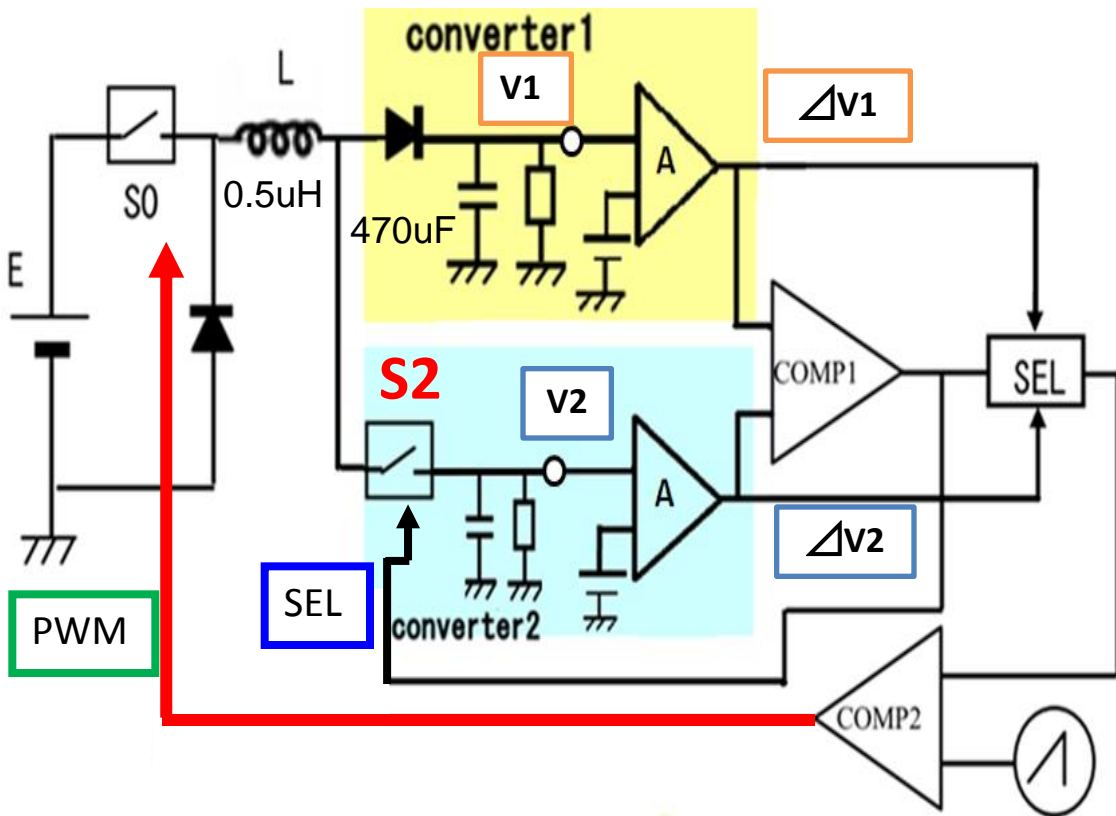 converter1
L
V1
⊿V1
A
S0
0.5uH
470uF
E
COMP1
SEL
S2
V2
A
⊿V2
SEL
PWM
converter2
COMP2